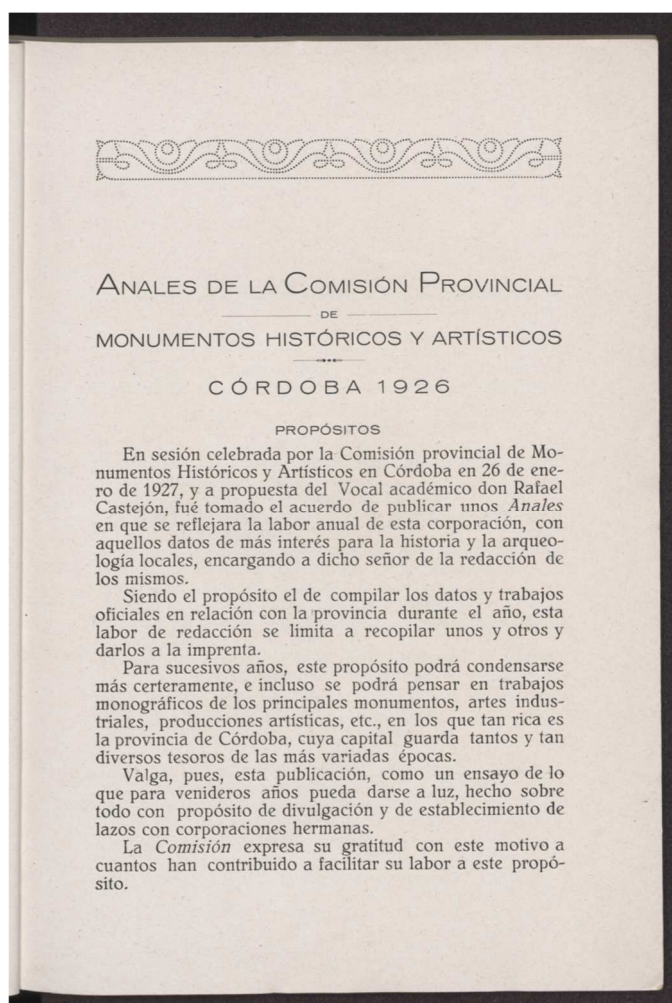 ANALES DE LA COMISIÓN PROVINCIAL
DE
MONUMENTOS HISTÓRICOS Y ARTÍSTICOS
CÓRDOBA 1926
PROPÓSITOS
En sesión celebrada por la Comisión provincial de Mo-
numentos Históricos y Artísticos en Córdoba en 26 de ene-
ro de 1927, y a propuesta del Vocal académico don Rafael
Castejón, fué tomado el acuerdo de publicar unos Anales
en que se reflejara la labor anual de esta corporación, con
aquellos datos de más interés para la historia y la arqueo-
logía locales, encargando a dicho señor de la redacción de
los mismos.
Siendo el propósito el de compilar los datos y trabajos
oficiales en relación con la provincia durante el año, esta
labor de redacción se limita a recopilar unos y otros y
darlos a la imprenta.
Para sucesivos años, este propósito podrá condensarse
más certeramente, e incluso se podrá pensar en trabajos
monográficos de los principales monumentos, artes indus-
triales, producciones artísticas, etc., en los que tan rica es
la provincia de Córdoba, cuya capital guarda tantos y tan
diversos tesoros de las más variadas épocas.
Valga, pues, esta publicación, como un ensayo de lo
que para venideros años pueda darse a luz, hecho sobre
todo con propósito de divulgación y de establecimiento de
lazos con corporaciones hermanas.
La Comisión expresa su gratitud con este motivo a
cuantos han contribuido a facilitar su labor a este propó-
sito.